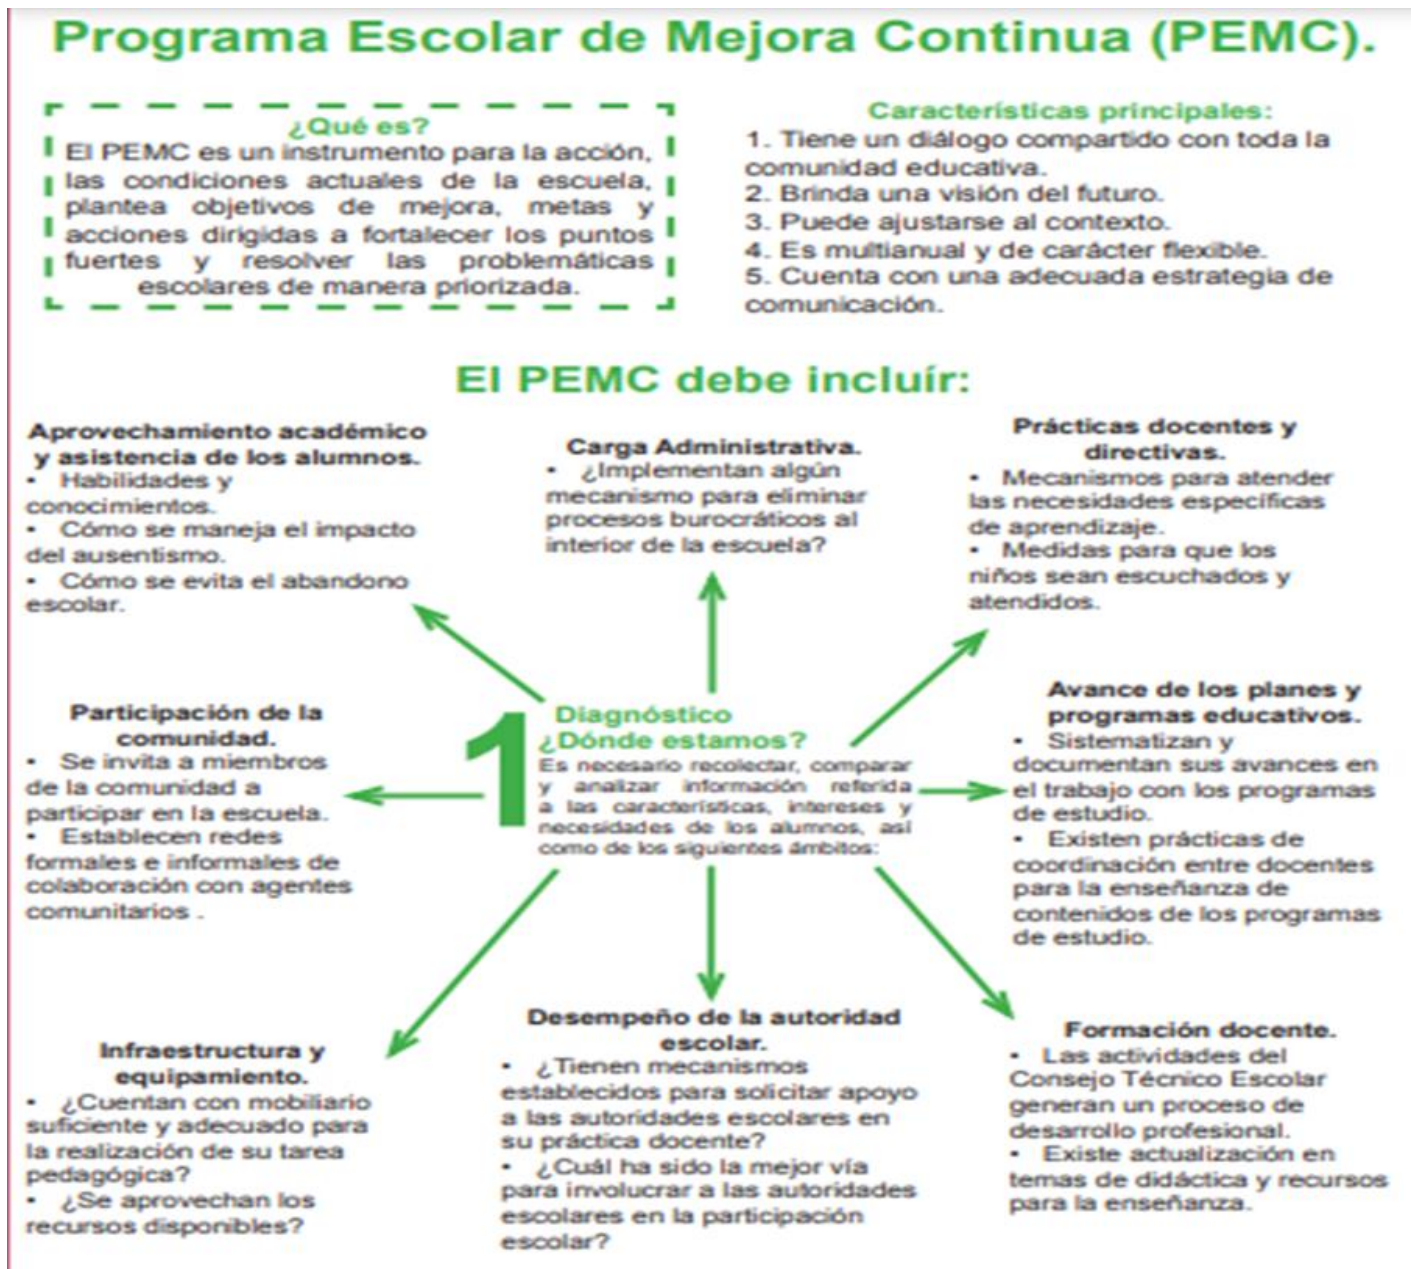 Programa Escolar de Mejora Continua (PEMC).
¿Qué es?
El PEMC es un instrumento para la acción,
las condiciones actuales de la escuela,
plantea objetivos de mejora, metas y
acciones dirigidas a fortalecer los puntos
fuertes y resolver las problemáticas
escolares de manera priorizada.
Características principales:
1. Tiene un diálogo compartido con toda la
comunidad educativa.
2. Brinda una visión del futuro.
3. Puede ajustarse al contexto.
4. Es multianual y de carácter flexible.
5. Cuenta con una adecuada estrategia de
comunicación.
El PEMC debe incluír:
Aprovechamiento académico
y asistencia de los alumnos.
• Habilidades y
conocimientos.
• Cómo se maneja el impacto
del ausentismo.
• Cómo se evita el abandono
escolar.
Carga Administrativa.
• ¿Implementan algún
mecanismo para eliminar
procesos burocráticos al
interior de la escuela?
Prácticas docentes y
directivas.
• Mecanismos para atender
las necesidades específicas
de aprendizaje.
• Medidas para que los
niños sean escuchados y
atendidos.
Participación de la
comunidad.
• Se invita a miembros
de la comunidad a
participar en la escuela.
• Establecen redes
formales e informales de
colaboración con agentes
comunitarios .
1
Diagnóstico
¿Dónde estamos?
Es necesario recolectar, comparar
y analizar información referida
a las características, intereses y
necesidades de los alumnos, así
como de los siguientes ámbitos:
Avance de los planes y
programas educativos.
• Sistematizan y
documentan sus avances en
el trabajo con los programas
de estudio.
• Existen prácticas de
coordinación entre docentes
para la enseñanza de
contenidos de los programas
de estudio.
Infraestructura y
equipamiento.
• ¿Cuentan con mobiliario
suficiente y adecuado para
la realización de su tarea
pedagógica?
• ¿Se aprovechan los
recursos disponibles?
Desempeño de la autoridad
escolar.
• ¿Tienen mecanismos
establecidos para solicitar apoyo
a las autoridades escolares en
su práctica docente?
• ¿Cuál ha sido la mejor vía
para involucrar a las autoridades
escolares en la participación
escolar?
Formación docente.
• Las actividades del
Consejo Técnico Escolar
generan un proceso de
desarrollo profesional.
• Existe actualización en
temas de didáctica y recursos
para la enseñanza.